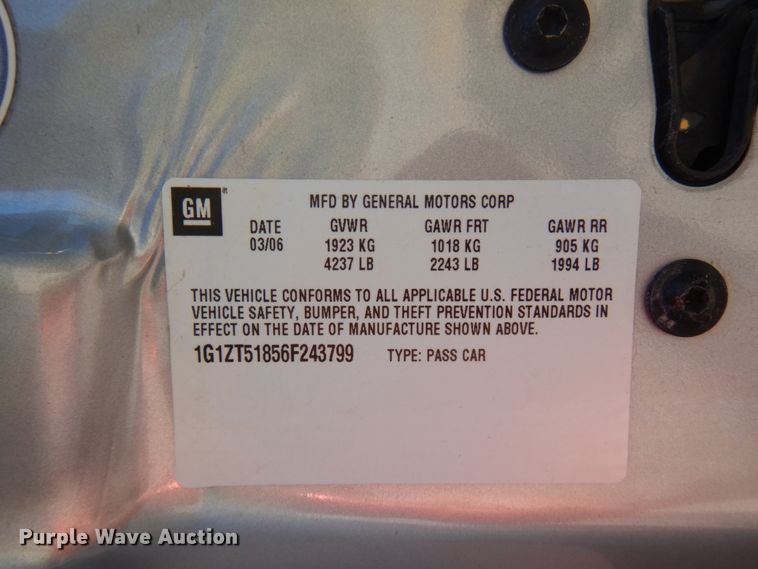 GM
MFD BY GENERAL MOTORS CORP
DATE GVWR GAWR FRT GAWR RR
03/06 1923 KG 1018 KG 905 KG
4237 LB 2243 LB 1994 LB
THIS VEHICLE CONFORMS TO ALL APPLICABLE U.S. FEDERAL MOTOR
VEHICLE SAFETY, BUMPER, AND THEFT PREVENTION STANDARDS IN
EFFECT ON THE DATE OF MANUFACTURE SHOWN ABOVE.
1G1ZT51856F243799 TYPE: PASS CAR
Purple Wave Auction